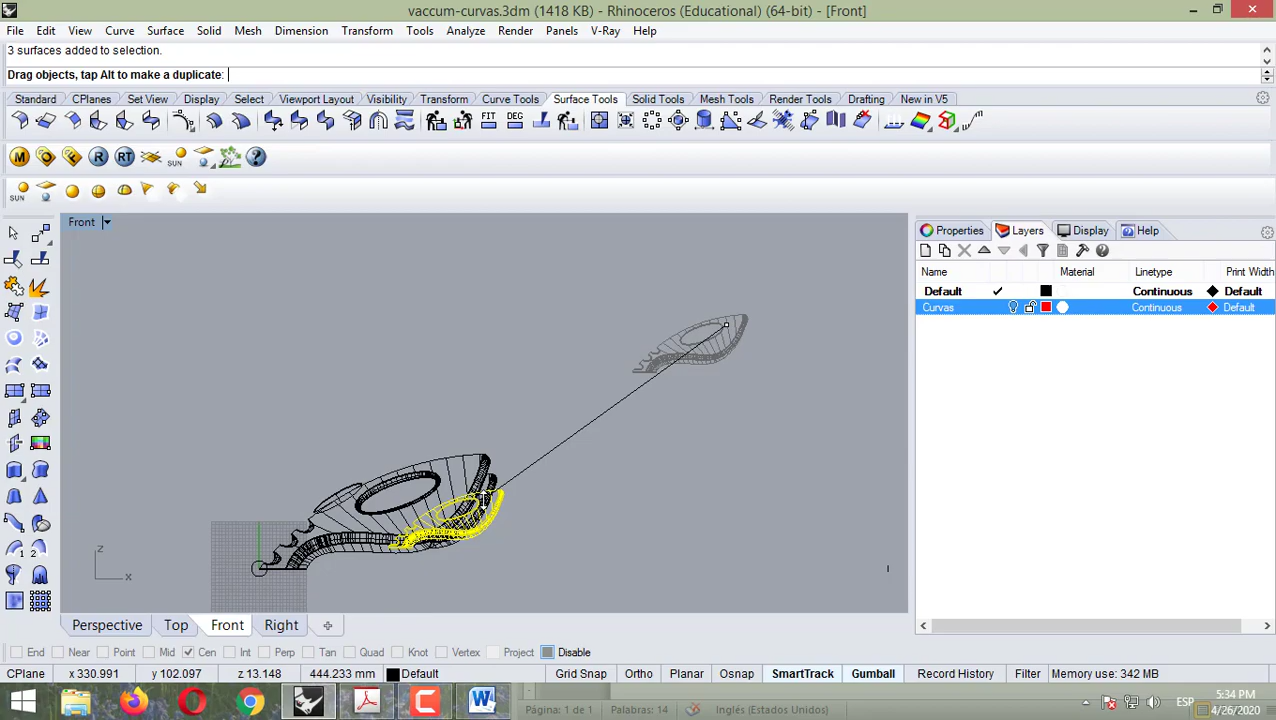 vaccum-curvas.3dm (1418 KB) - Rhinoceros (Educational) (64-bit) - [Front]
File Edit View Curve Surface Solid Mesh Dimension Transform Tools Analyze Render Panels V-Ray Help
3 surfaces added to selection.
Drag objects, tap Alt to make a duplicate:
Standard CPlanes Set View Display Select Viewport Layout Visibility Transform Curve Tools Surface Tools Solid Tools Mesh Tools Render Tools Drafting New in V5
FIT DEG
M O F R RT SUN ?
SUN
Front
Properties Layers Display Help
Name Material Linetype Print Width
Default Continuous Default
Curvas Continuous Default
z
x
Perspective Top Front Right
End Near Point Mid Cen Int Perp Tan Quad Knot Vertex Project Disable
CPlane x 330.991 y 102.097 z 13.148 444.233 mm Default Grid Snap Ortho Planar Osnap SmartTrack Gumball Record History Filter Memory use: 342 MB
Página: 1 de 1 Palabras: 14 Inglés (Estados Unidos)
ESP
5:34 PM
4/26/2020